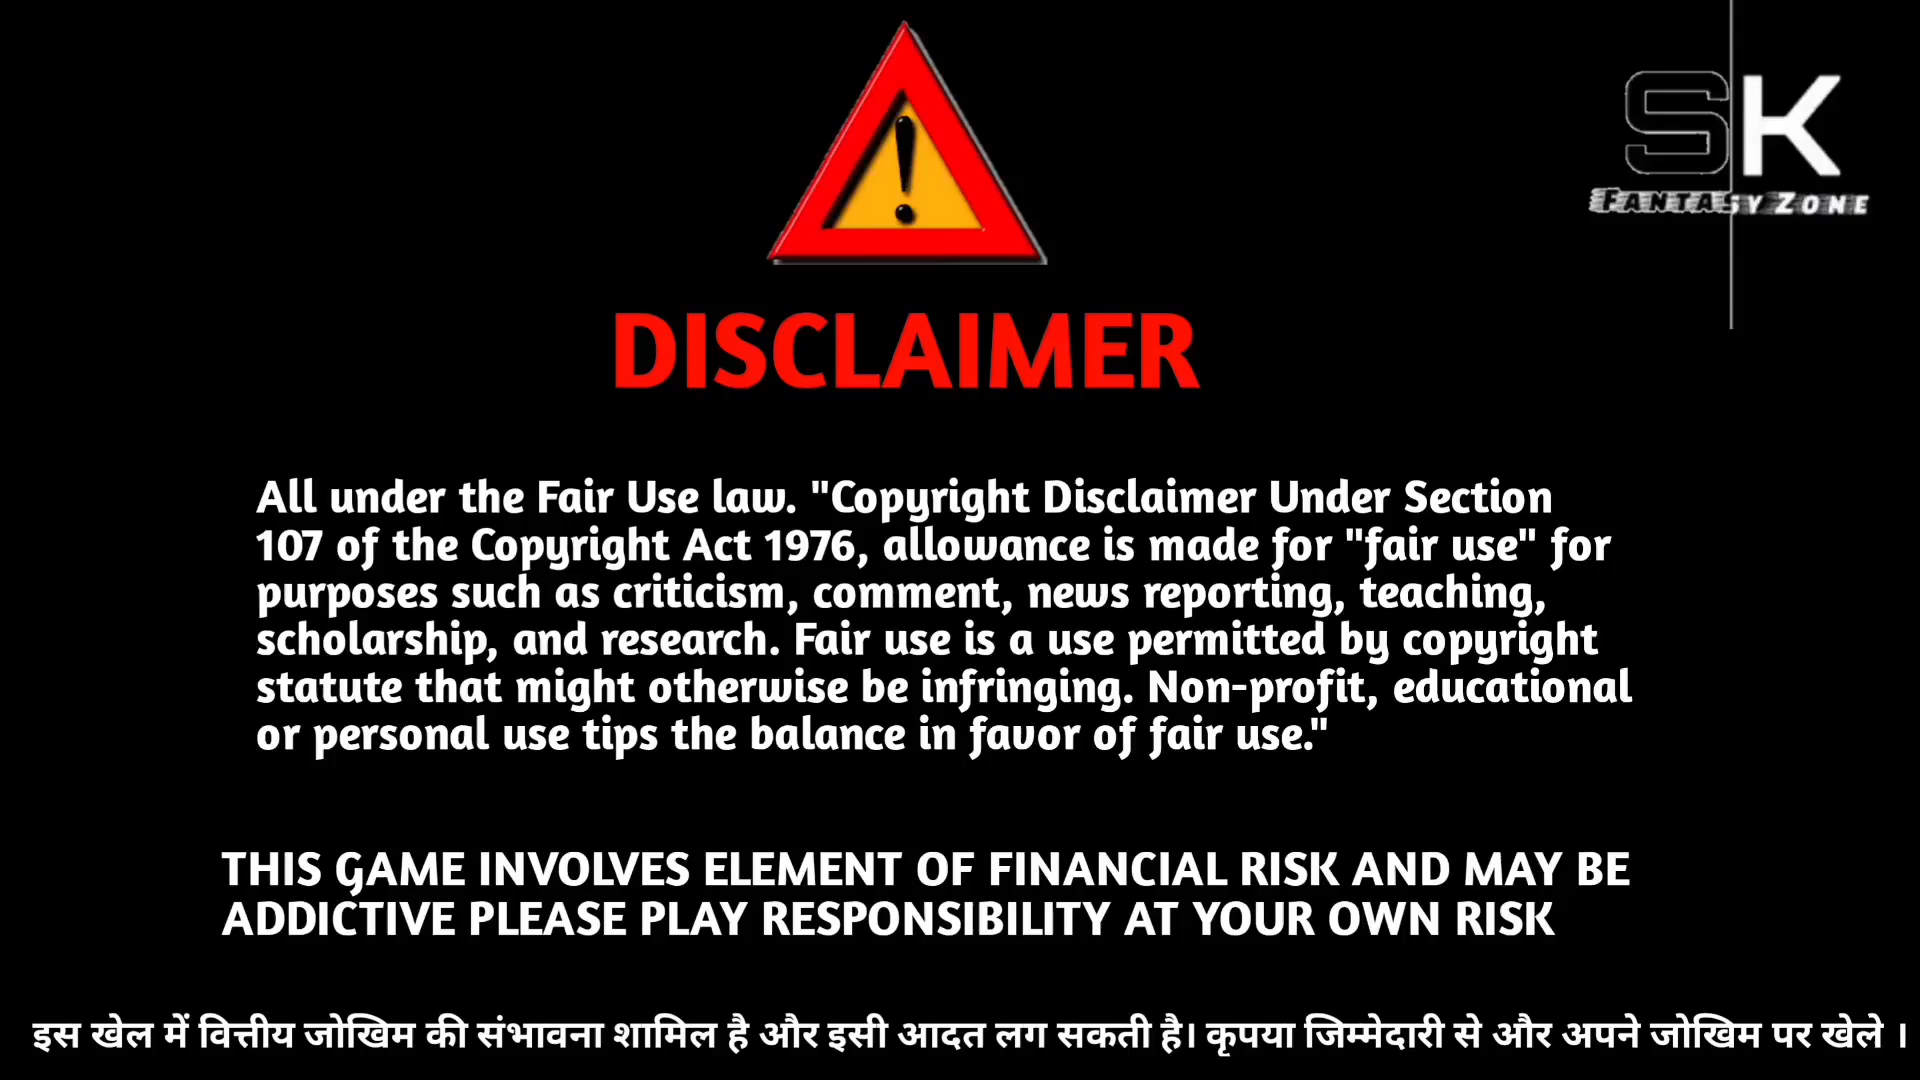 SK
FANTASY ZONE
DISCLAIMER
All under the Fair Use law. "Copyright Disclaimer Under Section
107 of the Copyright Act 1976, allowance is made for "fair use" for
purposes such as criticism, comment, news reporting, teaching,
scholarship, and research. Fair use is a use permitted by copyright
statute that might otherwise be infringing. Non-profit, educational
or personal use tips the balance in favor of fair use."
THIS GAME INVOLVES ELEMENT OF FINANCIAL RISK AND MAY BE
ADDICTIVE PLEASE PLAY RESPONSIBILITY AT YOUR OWN RISK
इस खेल में वित्तीय जोखिम की संभावना शामिल है और इसी आदत लग सकती है। कृपया जिम्मेदारी से और अपने जोखिम पर खेले ।